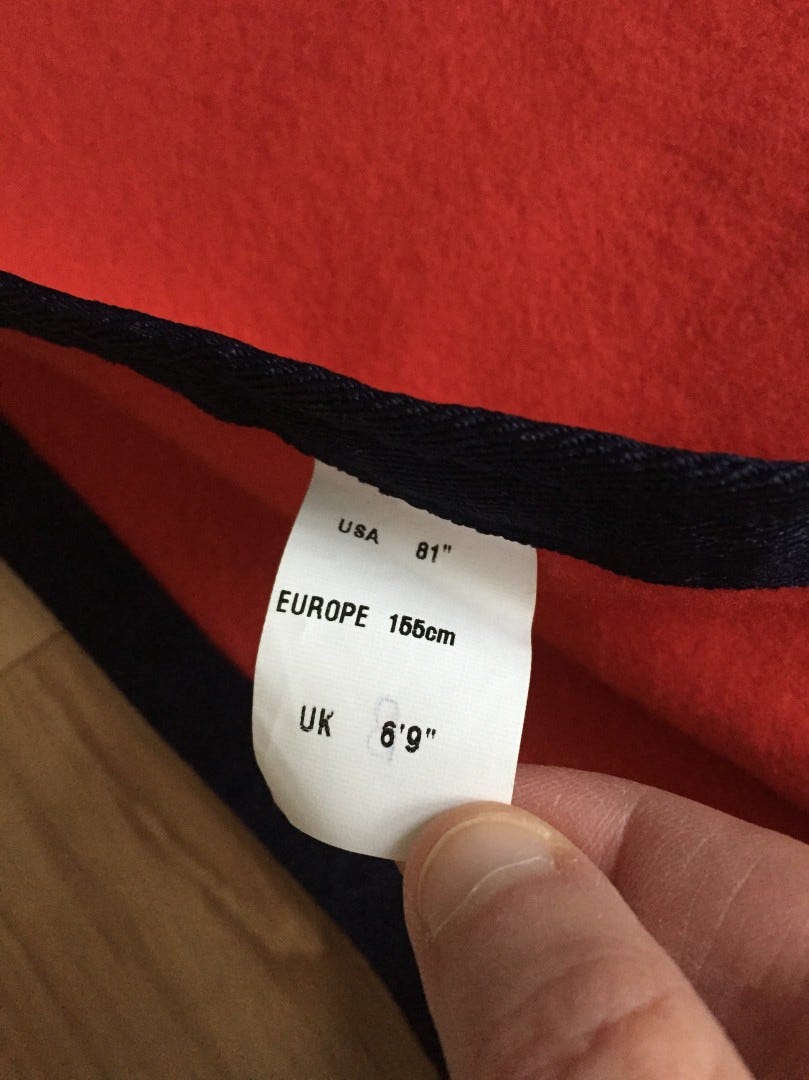 USA 81"
EUROPE 155cm
UK 6'9"